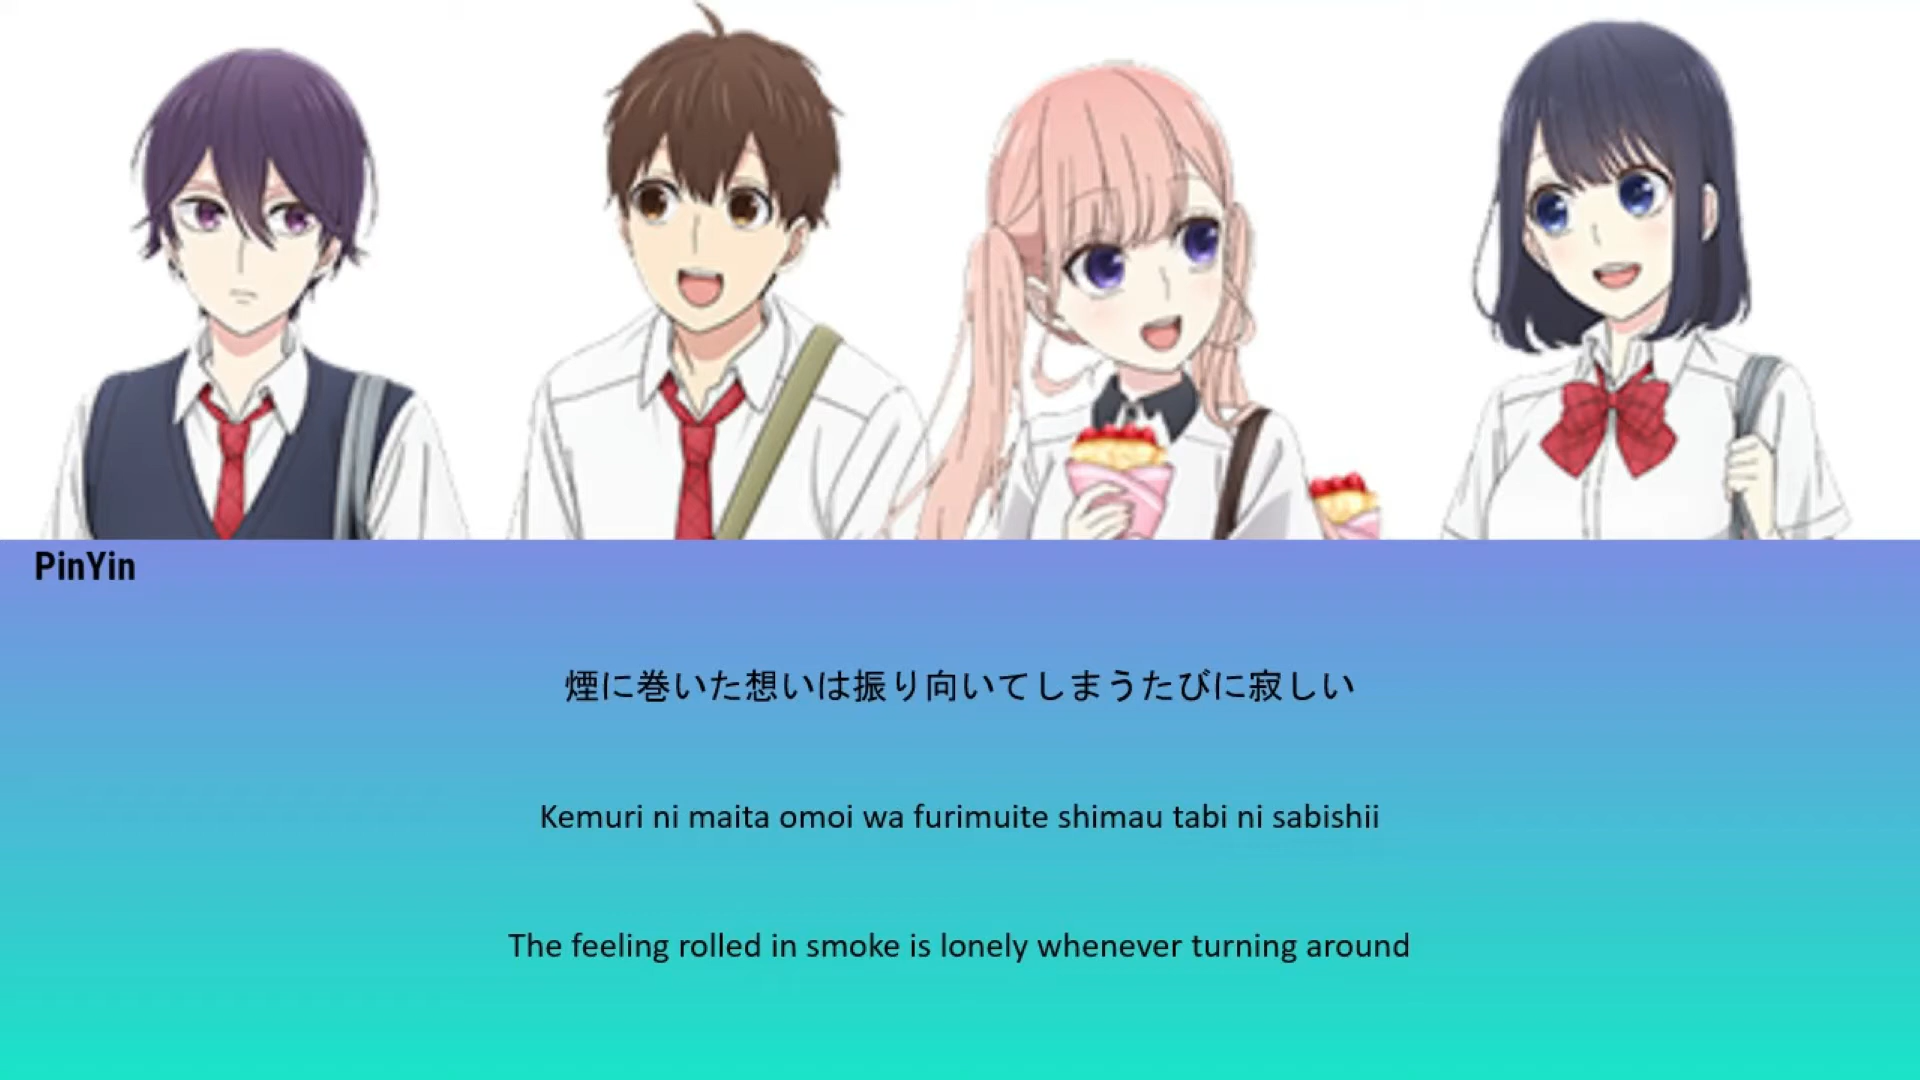 PinYin
煙に巻いた想いは振り向いてしまうたびに寂しい
Kemuri ni maita omoi wa furimuite shimau tabi ni sabishii
The feeling rolled in smoke is lonely whenever turning around